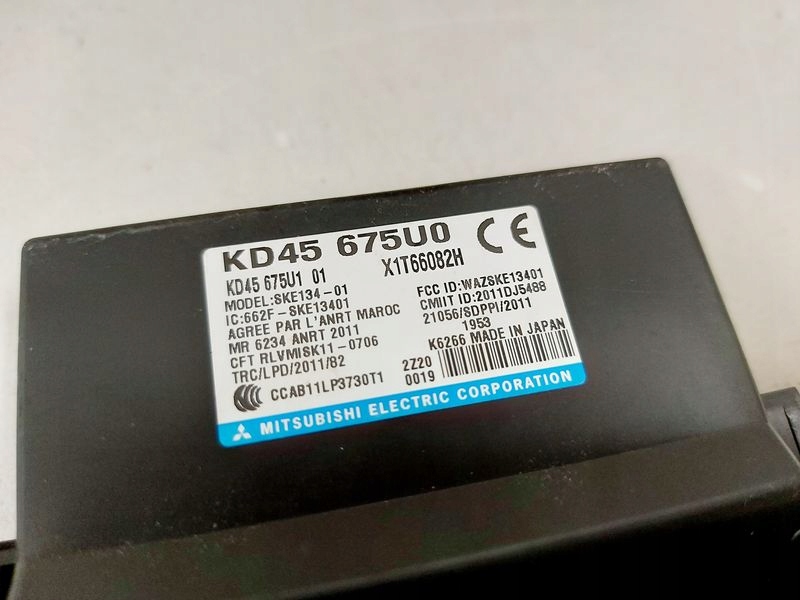 KD45 675U0
KD45 675U1 01 X1T66082H
MODEL:SKE134-01 FCC ID:WAZSKE13401
IC:662F-SKE13401 CMIIT ID:2011DJ5488
AGREE PAR L'ANRT MAROC 21056/SDPPI/2011
MR 6234 ANRT 2011 1953
CFT RLVMISK11-0706 K6266 MADE IN JAPAN
TRC/LPD/2011/82 2Z20
CCC CCAB11LP3730T1 0019
MITSUBISHI ELECTRIC CORPORATION
CE